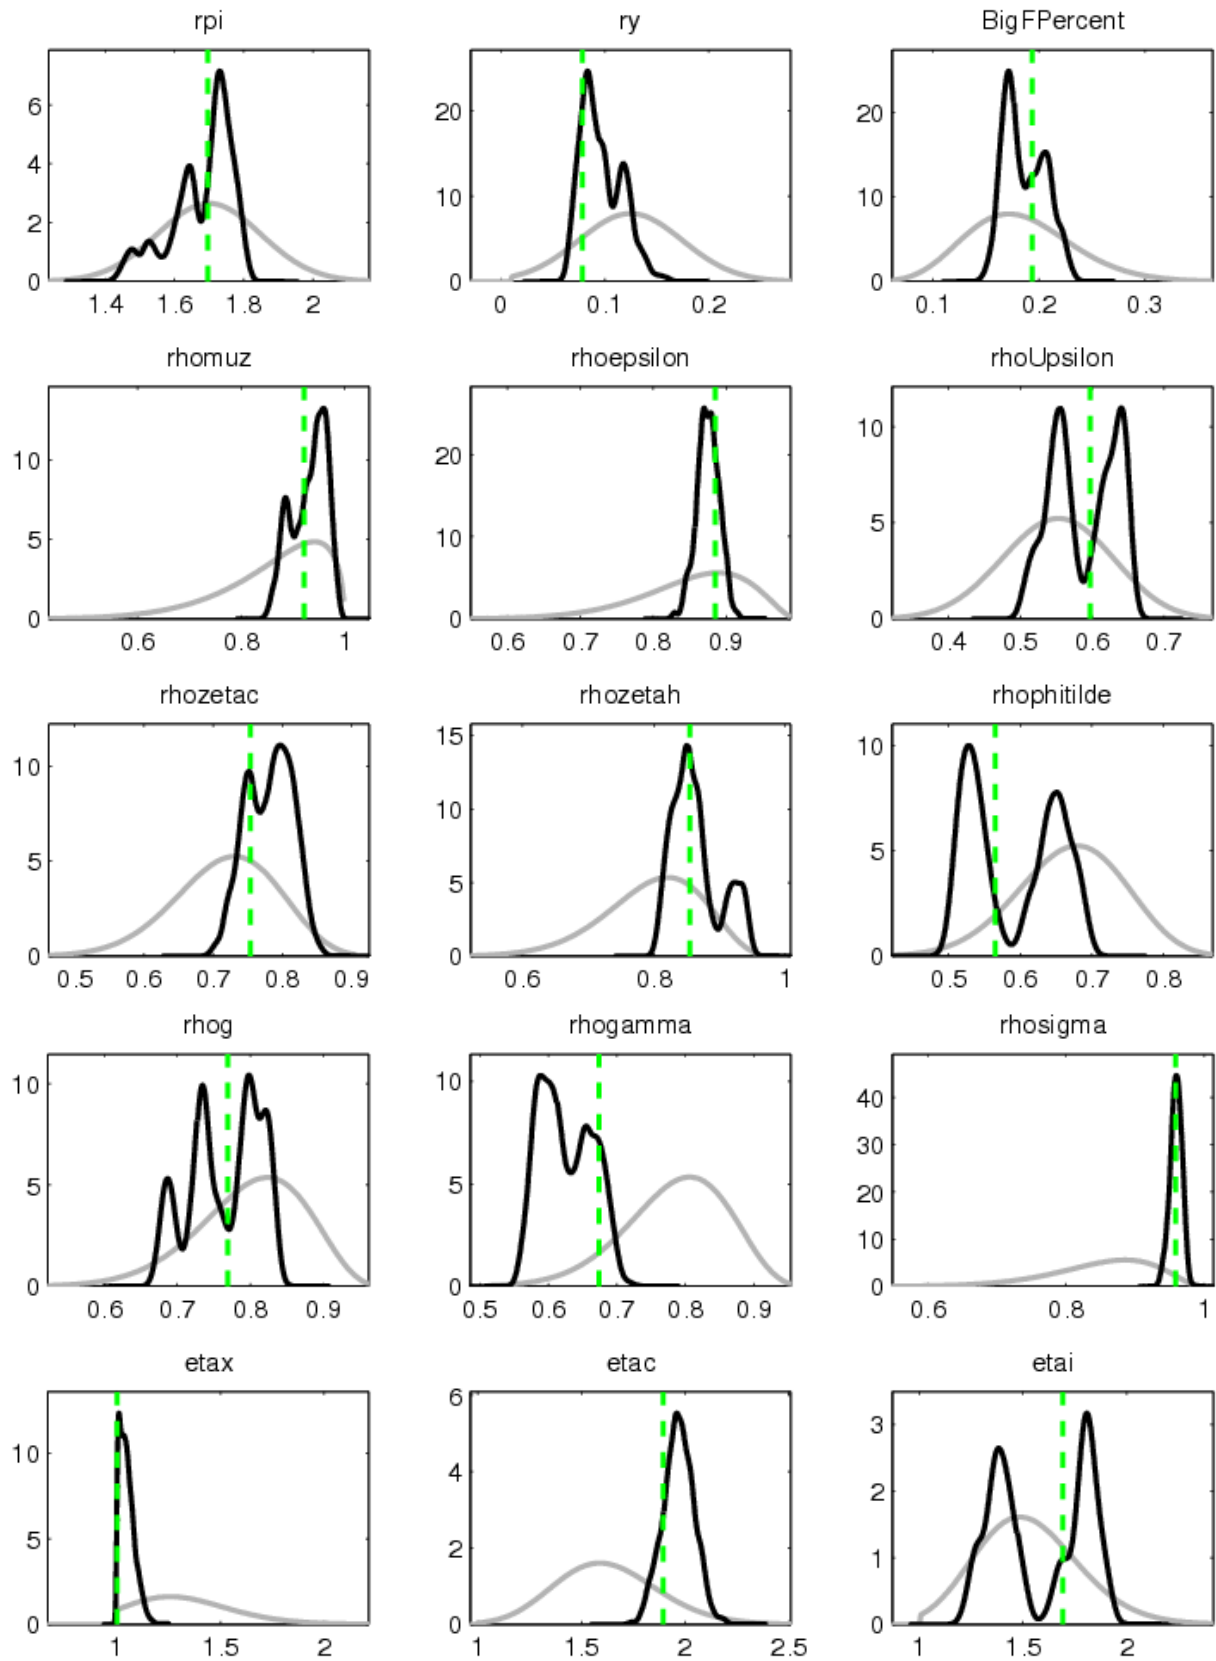 rpi
ry
BigFPercent
6
4
2
0
1.4 1.6 1.8 2
20
10
0
0 0.1 0.2
20
10
0
0.1 0.2 0.3
rhomuz
rhoepsilon
rhoUpsilon
10
5
0
0.6 0.8 1
20
10
0
0.6 0.7 0.8 0.9
10
5
0
0.4 0.5 0.6 0.7
rhozetac
rhozetah
rhophitilde
10
5
0
0.5 0.6 0.7 0.8 0.9
15
10
5
0
0.6 0.8 1
10
5
0
0.5 0.6 0.7 0.8
rhog
rhogamma
rhosigma
10
5
0
0.6 0.7 0.8 0.9
10
5
0
0.5 0.6 0.7 0.8 0.9
40
30
20
10
0
0.6 0.8 1
etax
etac
etai
10
5
0
1 1.5 2
6
4
2
0
1 1.5 2 2.5
3
2
1
0
1 1.5 2